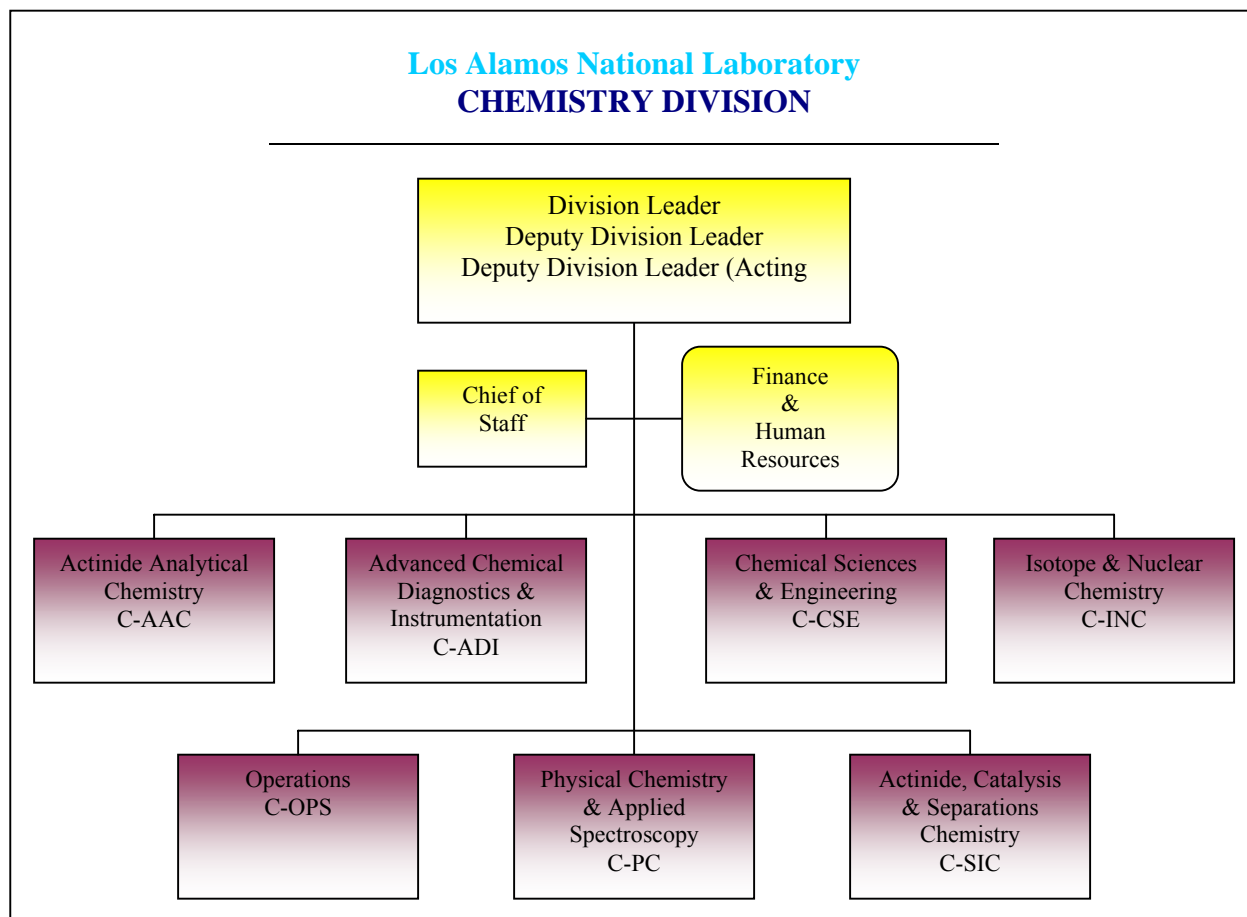 Los Alamos National Laboratory
CHEMISTRY DIVISION
Division Leader
Deputy Division Leader
Deputy Division Leader (Acting
Chief of
Staff
Finance
&
Human
Resources
Actinide Analytical
Chemistry
C-AAC
Advanced Chemical
Diagnostics &
Instrumentation
C-ADI
Chemical Sciences
& Engineering
C-CSE
Isotope & Nuclear
Chemistry
C-INC
Operations
C-OPS
Physical Chemistry
& Applied
Spectroscopy
C-PC
Actinide, Catalysis
& Separations
Chemistry
C-SIC